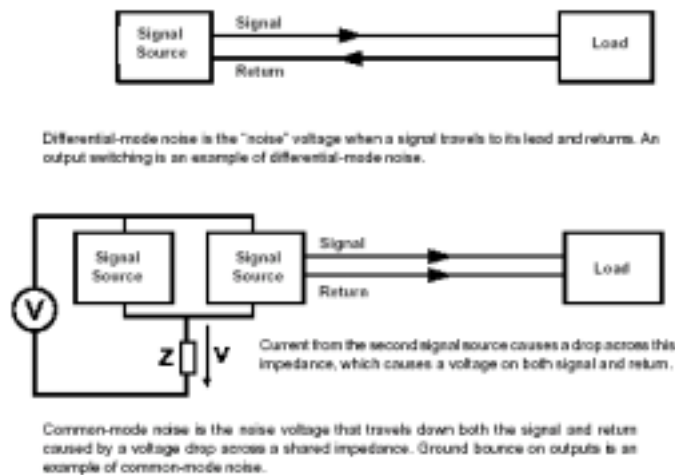 Signal
Source
Signal
Return
Load
Differential-mode noise is the "noise" voltage when a signal travels to its load and returns. An
output switching is an example of differential-mode noise.
Signal
Source
Signal
Source
Signal
Return
Load
V
Z
V
Current from the second signal source causes a drop across this
impedance, which causes a voltage on both signal and return.
Common-mode noise is the noise voltage that travels down both the signal and return
caused by a voltage drop across a shared impedance. Ground bounce on outputs is an
example of common-mode noise.